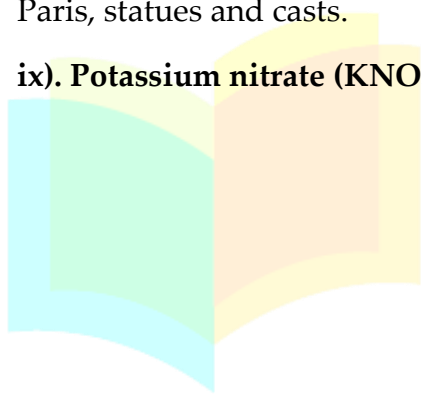 Paris, statues and casts.
ix). Potassium nitrate (KNO